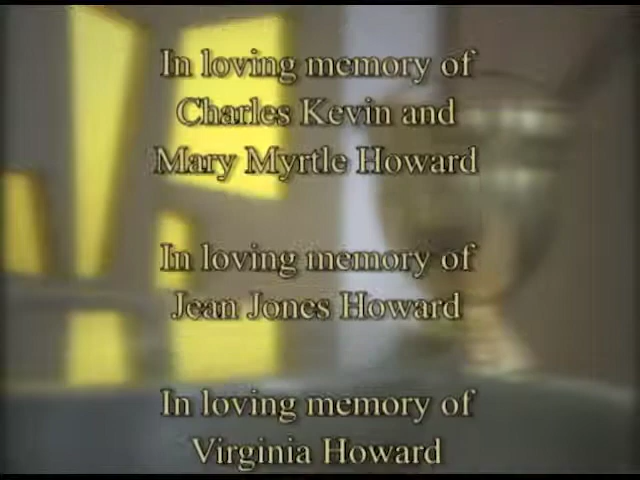 In loving memory of
Charles Kevin and
Mary Myrtle Howard
In loving memory of
Jean Jones Howard
In loving memory of
Virginia Howard